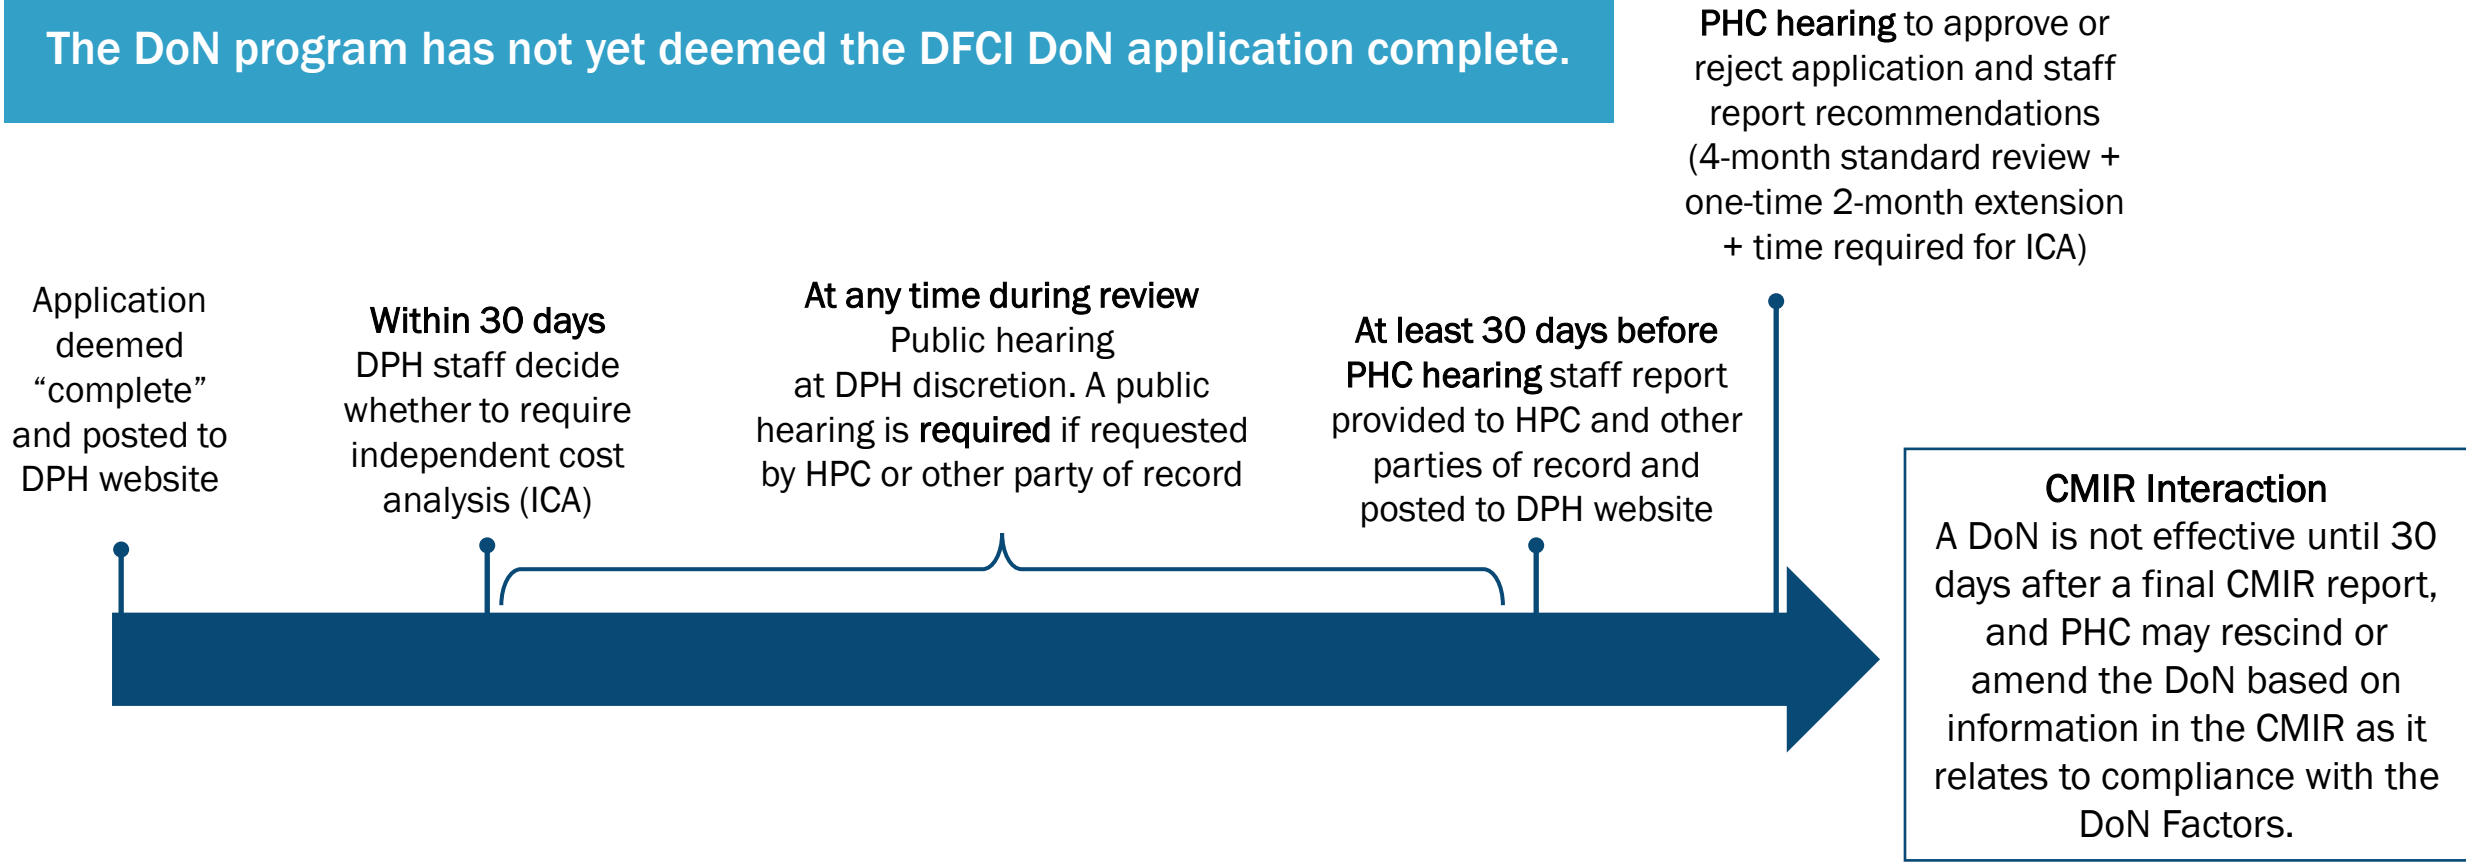 The DoN program has not yet deemed the DFCI DoN application complete.
Application
deemed
“complete”
and posted to
DPH website
Within 30 days
DPH staff decide
whether to require
independent cost
analysis (ICA)
At any time during review
Public hearing
at DPH discretion. A public
hearing is required if requested
by HPC or other party of record
At least 30 days before
PHC hearing staff report
provided to HPC and other
parties of record and
posted to DPH website
PHC hearing to approve or
reject application and staff
report recommendations
(4-month standard review +
one-time 2-month extension
+ time required for ICA)
CMIR Interaction
A DoN is not effective until 30
days after a final CMIR report,
and PHC may rescind or
amend the DoN based on
information in the CMIR as it
relates to compliance with the
DoN Factors.